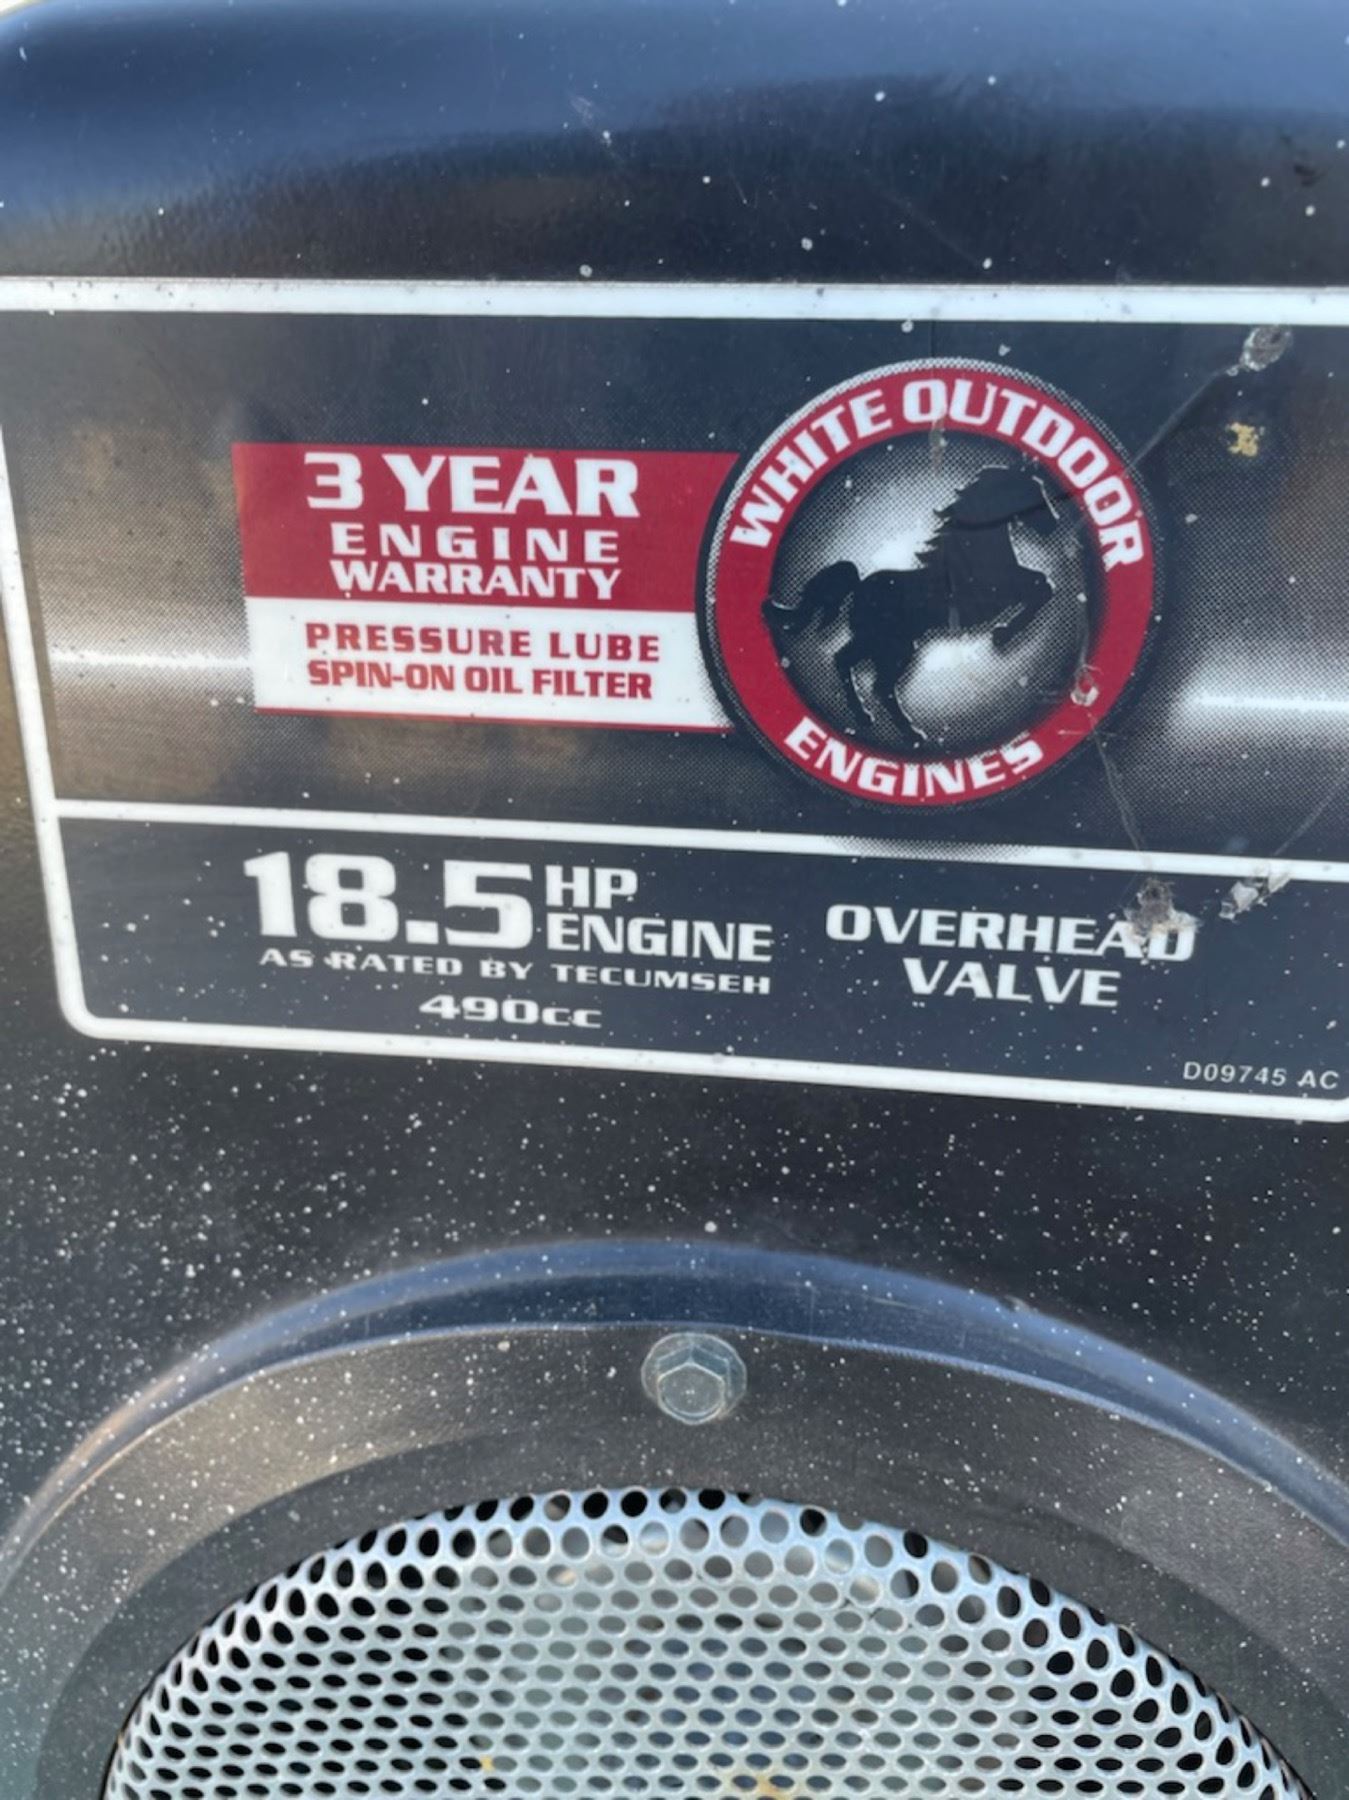 3 YEAR
ENGINE
WARRANTY
PRESSURE LUBE
SPIN-ON OIL FILTER
WHITE OUTDOOR
ENGINES
18.5 HP
ENGINE
AS RATED BY TECUMSEH
490cc
OVERHEAD
VALVE
D09745 AC